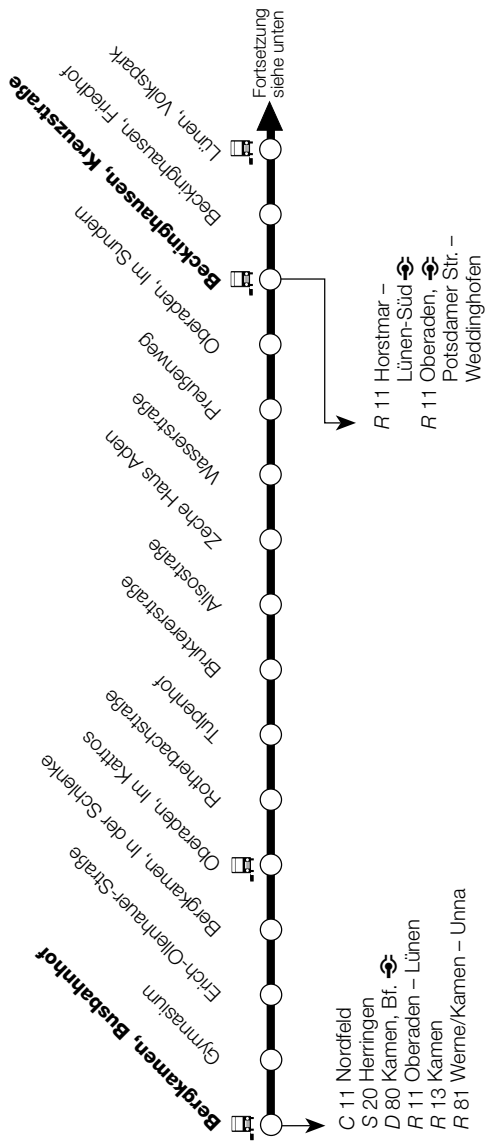 Bergkamen, Busbahnhof
Gymnasium
Erich-Ollenhauer-Straße
Bergkamen, In der Schlenke
Oberaden, Im Kattros
Rotherbachstraße
Tulpenhof
Bruktererstraße
Alisostraße
Zeche Haus Aden
Wasserstraße
Preußenweg
Oberaden, Im Sundern
Beckinghausen, Kreuzstraße
Beckinghausen, Friedhof
Lünen, Volkspark
Fortsetzung
siehe unten
C 11 Nordfeld
S 20 Herringen
D 80 Kamen, Bf.
R 11 Oberaden – Lünen
R 13 Kamen
R 81 Werne/Kamen – Unna
R 11 Horstmar –
Lünen-Süd
R 11 Oberaden,
Potsdamer Str. –
Weddinghofen